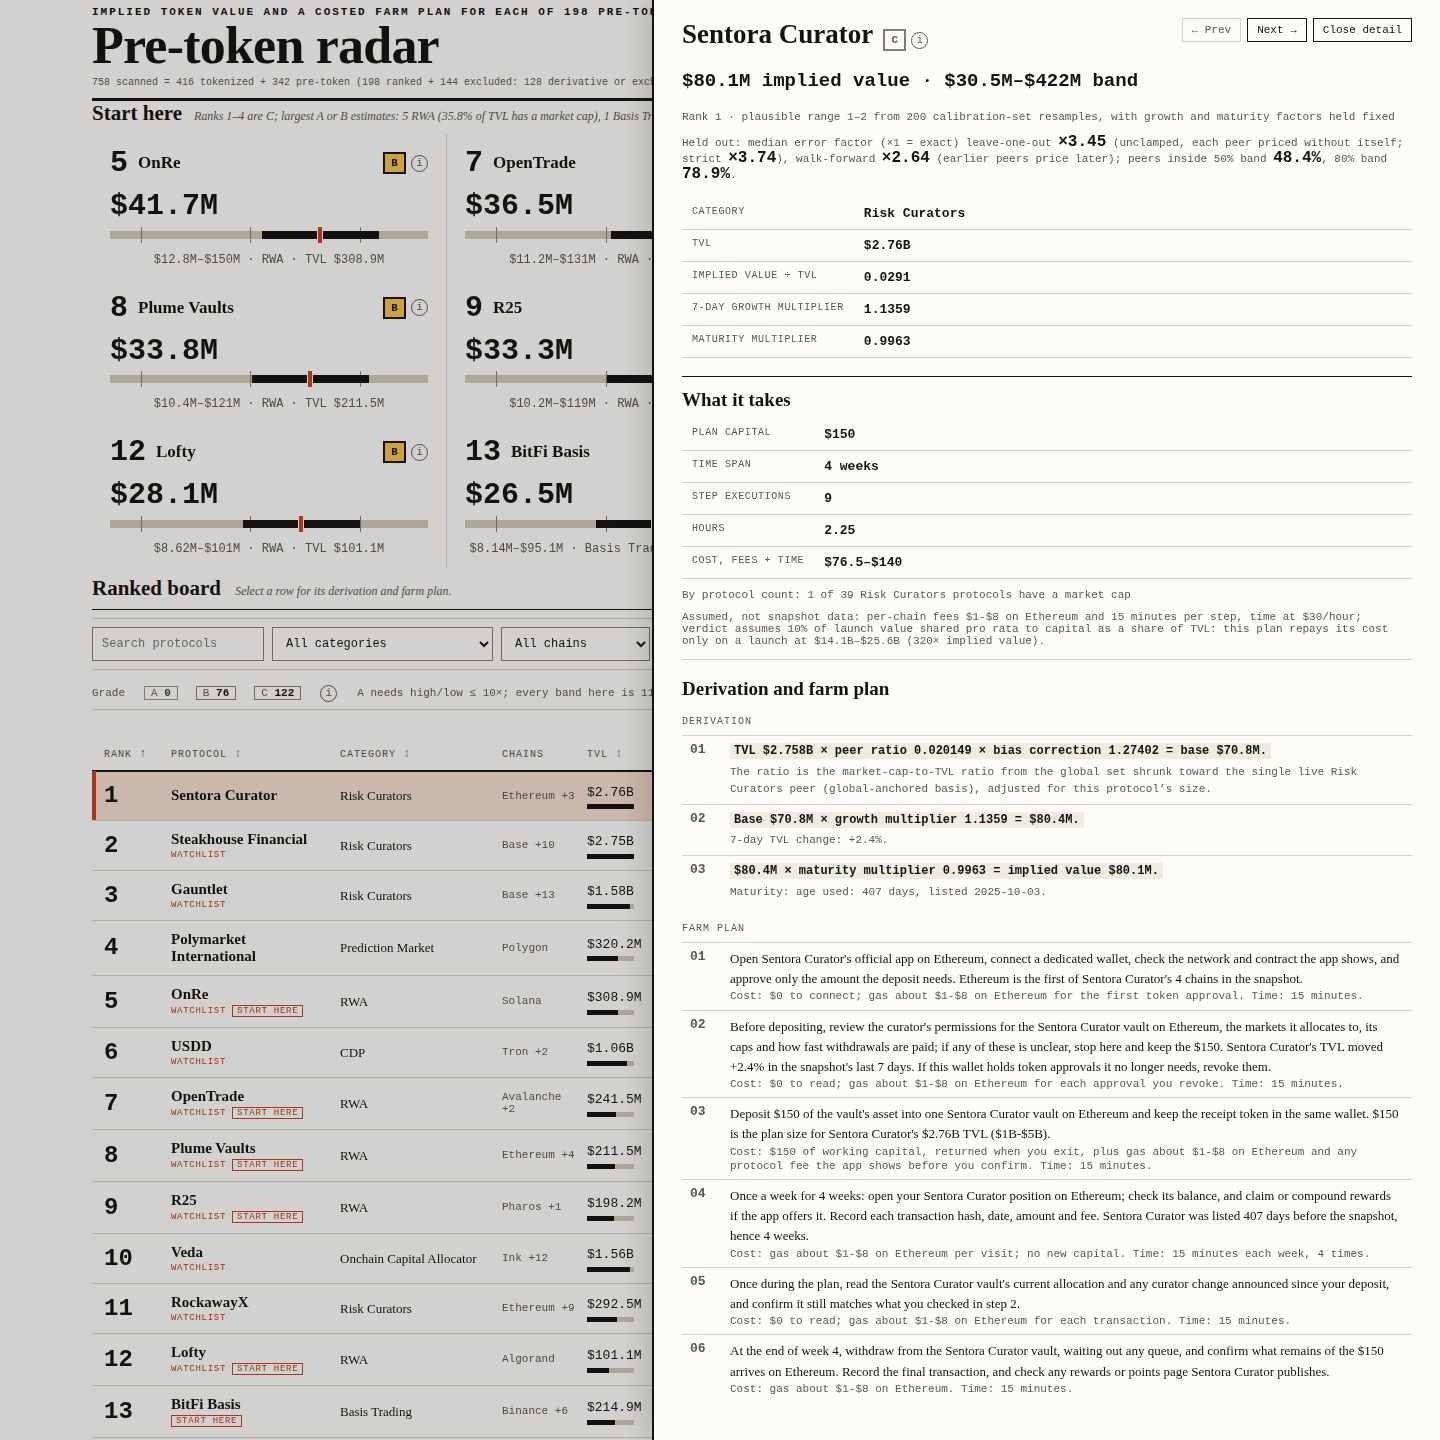 IMPLIED TOKEN VALUE AND A COSTED FARM PLAN FOR EACH OF 198
Pre-token radar
758 scanned = 416 tokenized + 342 pre-token (198 ranked + 144 excluded: 128 derivative or
Start here Ranks 1–4 are C; largest A or B estimates: 5 RWA (35.8% of TVL has a market cap), 1 Basis
5 OnRe B i
$41.7M
$12.8M–$150M · RWA · TVL $308.9M
7 OpenTrade
$36.5M
$11.2M–$131M · RWA ·
8 Plume Vaults B i
$33.8M
$10.4M–$121M · RWA · TVL $211.5M
9 R25
$33.3M
$10.2M–$119M · RWA ·
12 Lofty B i
$28.1M
$8.62M–$101M · RWA · TVL $101.1M
13 BitFi Basis
$26.5M
$8.14M–$95.1M · Basis
Ranked board Select a row for its derivation and farm plan.
Search protocols All categories All chains
Grade A 0 B 76 C 122 i A needs high/low ≤ 10×; every band here is
RANK ↑ PROTOCOL ↕ CATEGORY ↕ CHAINS TVL ↕
1 Sentora Curator Risk Curators Ethereum +3 $2.76B
2 Steakhouse Financial Risk Curators Base +10 $2.75B
WATCHLIST
3 Gauntlet Risk Curators Base +13 $1.58B
WATCHLIST
4 Polymarket International Prediction Market Polygon $320.2M
5 OnRe RWA Solana $308.9M
WATCHLIST START HERE
6 USDD CDP Tron +2 $1.06B
WATCHLIST
7 OpenTrade RWA Avalanche +2 $241.5M
WATCHLIST START HERE
8 Plume Vaults RWA Ethereum +4 $211.5M
WATCHLIST START HERE
9 R25 RWA Pharos +1 $198.2M
WATCHLIST START HERE
10 Veda Onchain Capital Allocator Ink +12 $1.56B
WATCHLIST
11 RockawayX Risk Curators Ethereum +9 $292.5M
WATCHLIST
12 Lofty RWA Algorand $101.1M
WATCHLIST START HERE
13 BitFi Basis Basis Trading Binance +6 $214.9M
START HERE
Sentora Curator C i
← Prev Next → Close detail
$80.1M implied value · $30.5M–$422M band
Rank 1 · plausible range 1–2 from 200 calibration-set resamples, with growth and maturity factors held fixed
Held out: median error factor (×1 = exact) leave-one-out ×3.45 (unclamped, each peer priced without itself;
strict ×3.74), walk-forward ×2.64 (earlier peers price later); peers inside 50% band 48.4%, 80% band
78.9%.
CATEGORY Risk Curators
TVL $2.76B
IMPLIED VALUE ÷ TVL 0.0291
7-DAY GROWTH MULTIPLIER 1.1359
MATURITY MULTIPLIER 0.9963
What it takes
PLAN CAPITAL $150
TIME SPAN 4 weeks
STEP EXECUTIONS 9
HOURS 2.25
COST, FEES + TIME $76.5–$140
By protocol count: 1 of 39 Risk Curators protocols have a market cap
Assumed, not snapshot data: per-chain fees $1-$8 on Ethereum and 15 minutes per step, time at $30/hour;
verdict assumes 10% of launch value shared pro rata to capital as a share of TVL: this plan repays its cost
only on a launch at $14.1B–$25.6B (320× implied value).
Derivation and farm plan
DERIVATION
01 TVL $2.758B × peer ratio 0.020149 × bias correction 1.27402 = base $70.8M.
The ratio is the market-cap-to-TVL ratio from the global set shrunk toward the single live Risk
Curators peer (global-anchored basis), adjusted for this protocol’s size.
02 Base $70.8M × growth multiplier 1.1359 = $80.4M.
7-day TVL change: +2.4%.
03 $80.4M × maturity multiplier 0.9963 = implied value $80.1M.
Maturity: age used: 407 days, listed 2025-10-03.
FARM PLAN
01 Open Sentora Curator's official app on Ethereum, connect a dedicated wallet, check the network and contract the app shows, and
approve only the amount the deposit needs. Ethereum is the first of Sentora Curator's 4 chains in the snapshot.
Cost: $0 to connect; gas about $1-$8 on Ethereum for the first token approval. Time: 15 minutes.
02 Before depositing, review the curator's permissions for the Sentora Curator vault on Ethereum, the markets it allocates to, its
caps and how fast withdrawals are paid; if any of these is unclear, stop here and keep the $150. Sentora Curator's TVL moved
+2.4% in the snapshot's last 7 days. If this wallet holds token approvals it no longer needs, revoke them.
Cost: $0 to read; gas about $1-$8 on Ethereum for each approval you revoke. Time: 15 minutes.
03 Deposit $150 of the vault's asset into one Sentora Curator vault on Ethereum and keep the receipt token in the same wallet. $150
is the plan size for Sentora Curator's $2.76B TVL ($1B-$5B).
Cost: $150 of working capital, returned when you exit, plus gas about $1-$8 on Ethereum and any
protocol fee the app shows before you confirm. Time: 15 minutes.
04 Once a week for 4 weeks: open your Sentora Curator position on Ethereum; check its balance, and claim or compound rewards
if the app offers it. Record each transaction hash, date, amount and fee. Sentora Curator was listed 407 days before the snapshot,
hence 4 weeks.
Cost: gas about $1-$8 on Ethereum per visit; no new capital. Time: 15 minutes each week, 4 times.
05 Once during the plan, read the Sentora Curator vault's current allocation and any curator change announced since your deposit,
and confirm it still matches what you checked in step 2.
Cost: $0 to read; gas about $1-$8 on Ethereum for each transaction. Time: 15 minutes.
06 At the end of week 4, withdraw from the Sentora Curator vault, waiting out any queue, and confirm what remains of the $150
arrives on Ethereum. Record the final transaction, and check any rewards or points page Sentora Curator publishes.
Cost: gas about $1-$8 on Ethereum. Time: 15 minutes.